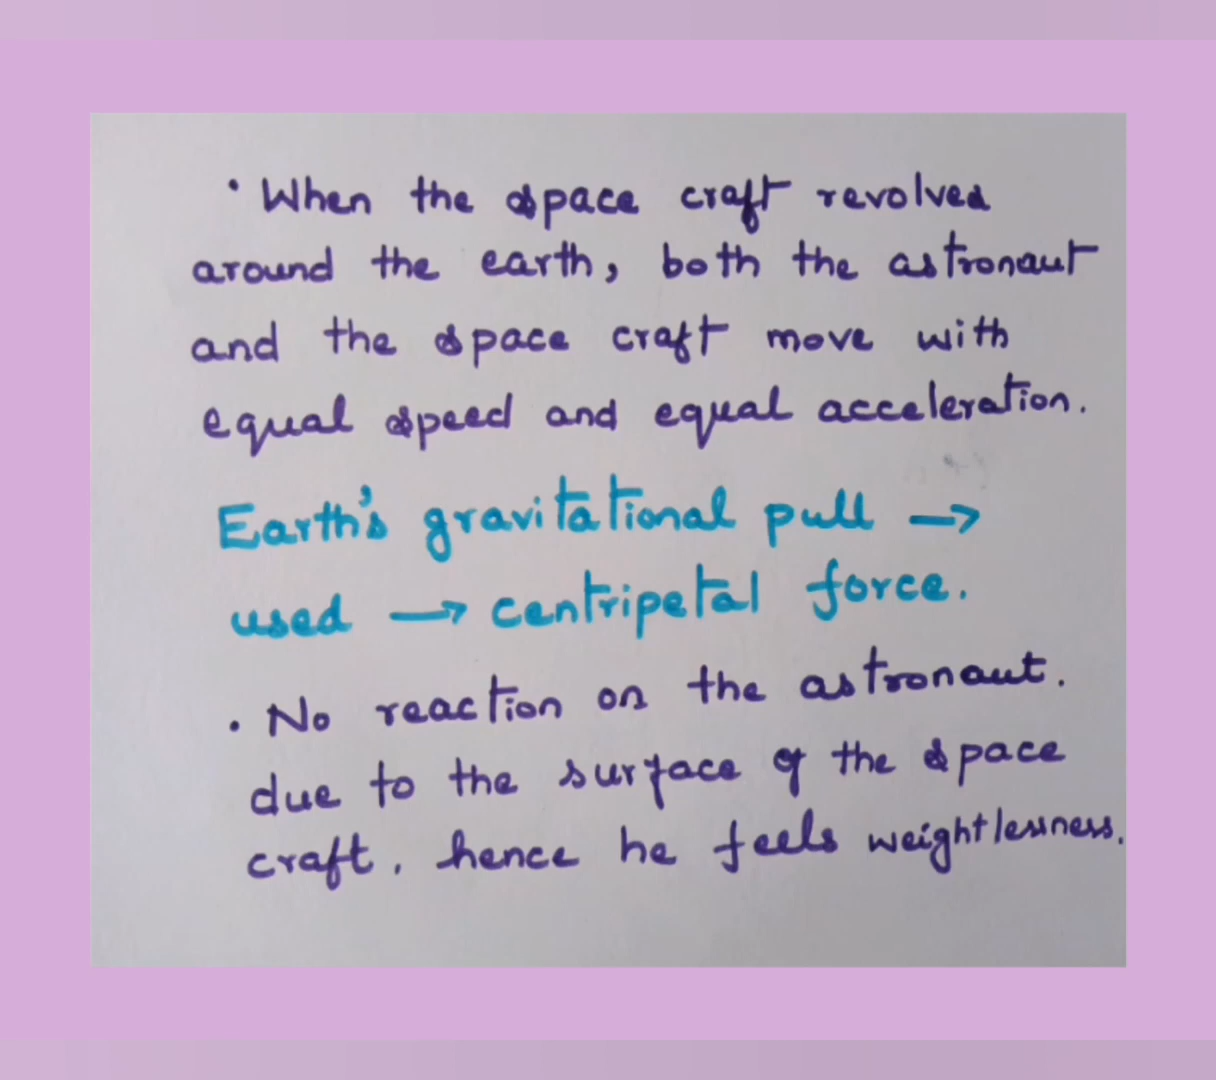 · When the space craft revolved
around the earth, both the astronaut
and the space craft move with
equal speed and equal acceleration.
Earth's gravitational pull →
used → centripetal force.
· No reaction on the astronaut.
due to the surface of the space
craft, hence he feels weightlessness.